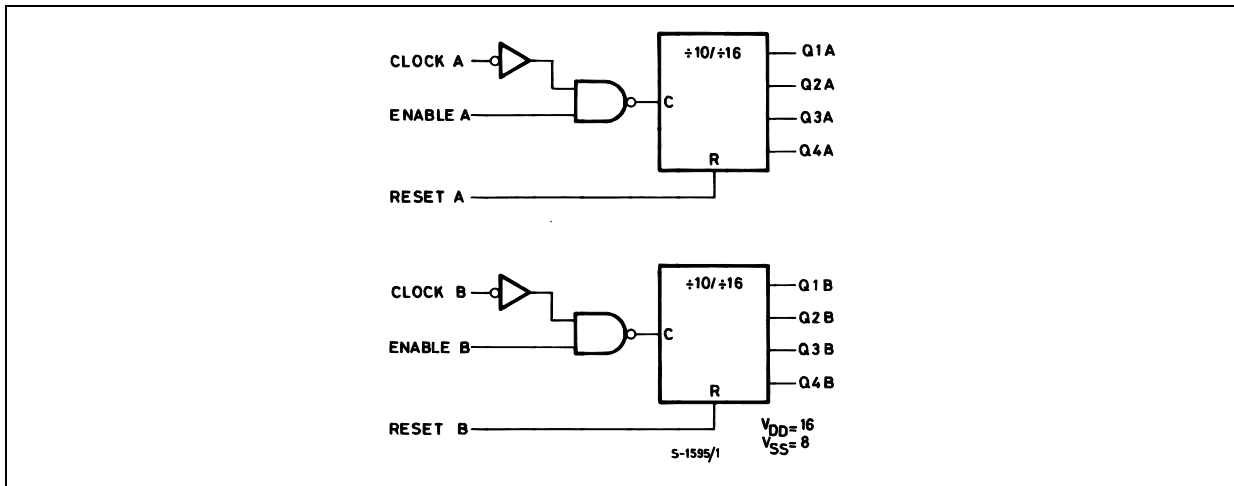 CLOCK A
ENABLE A
RESET A
÷10/÷16
C
R
Q1A
Q2A
Q3A
Q4A
CLOCK B
ENABLE B
RESET B
÷10/÷16
C
R
Q1B
Q2B
Q3B
Q4B
S-1595/1
VDD=16
VSS=8